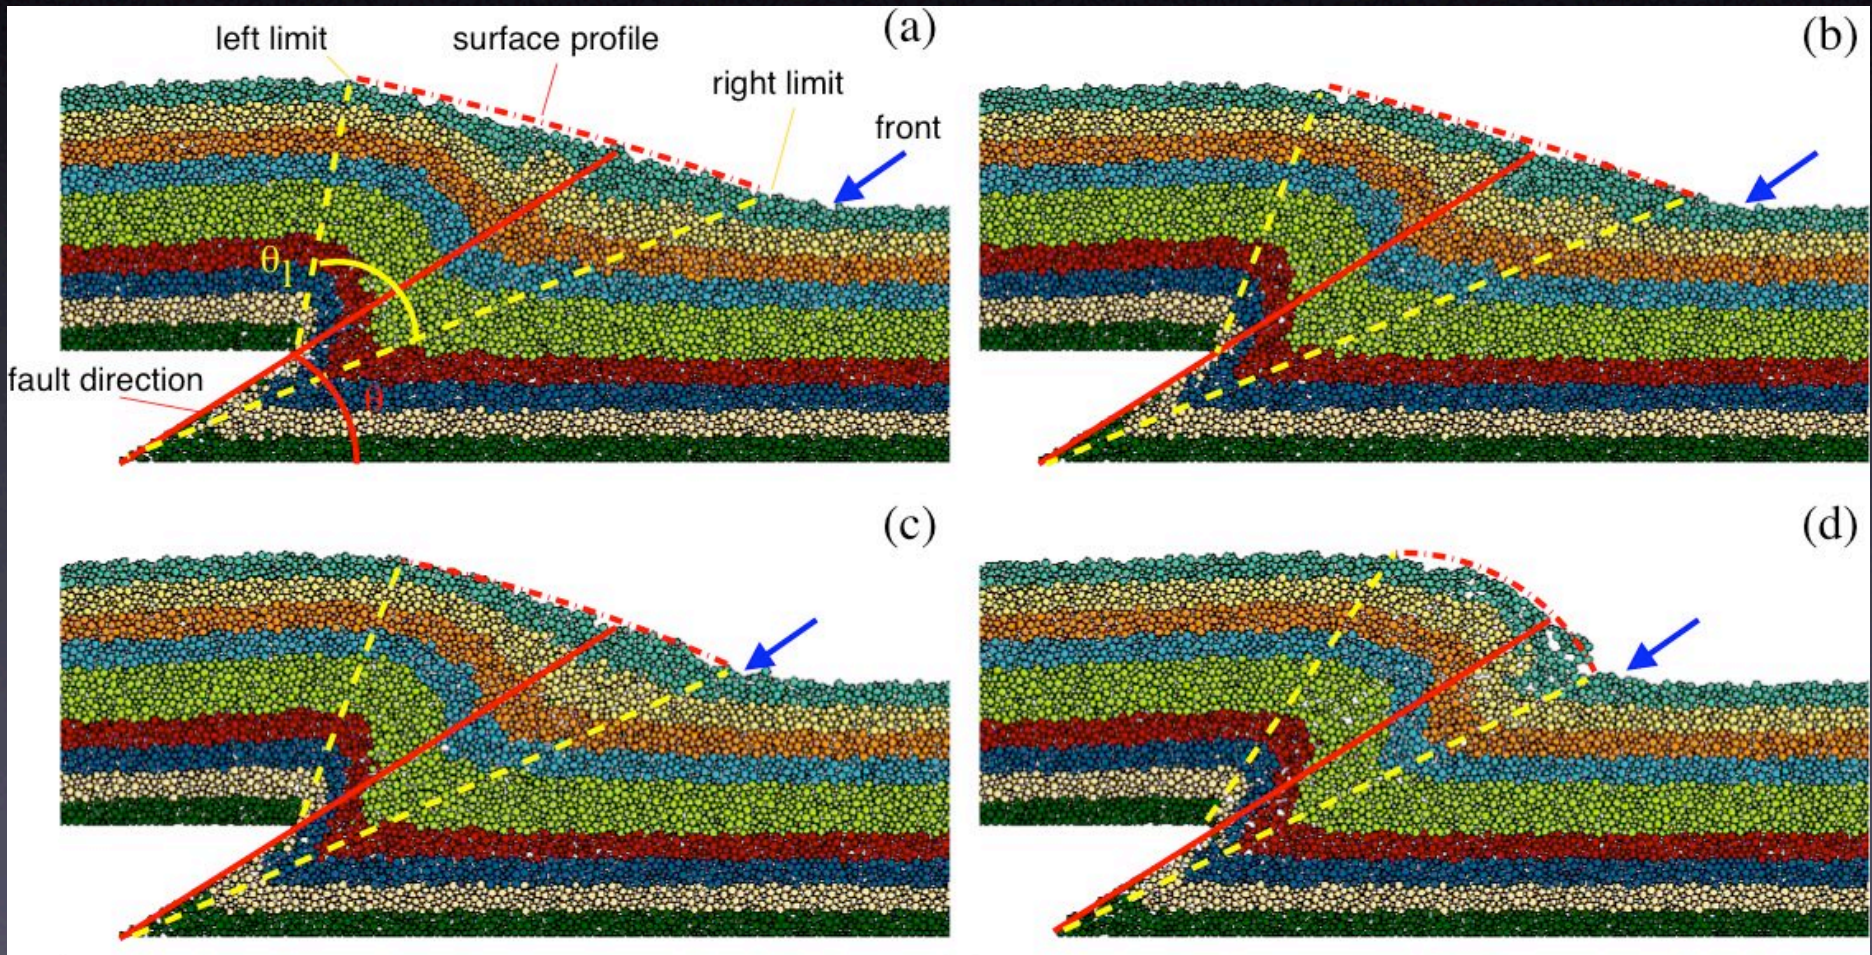 (a)
left limit
surface profile
right limit
front
θ1
fault direction
θ
(b)
(c)
(d)